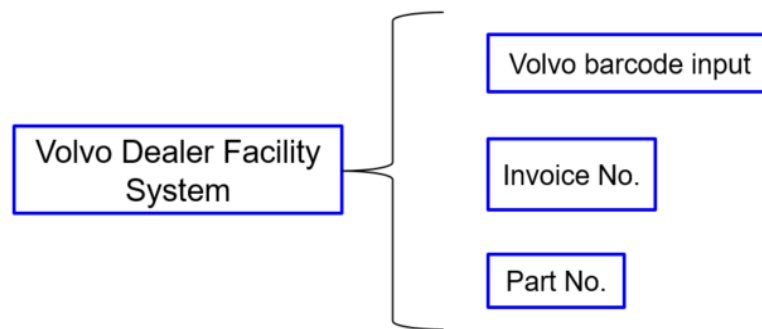 Volvo Dealer Facility
System
Volvo barcode input
Invoice No.
Part No.